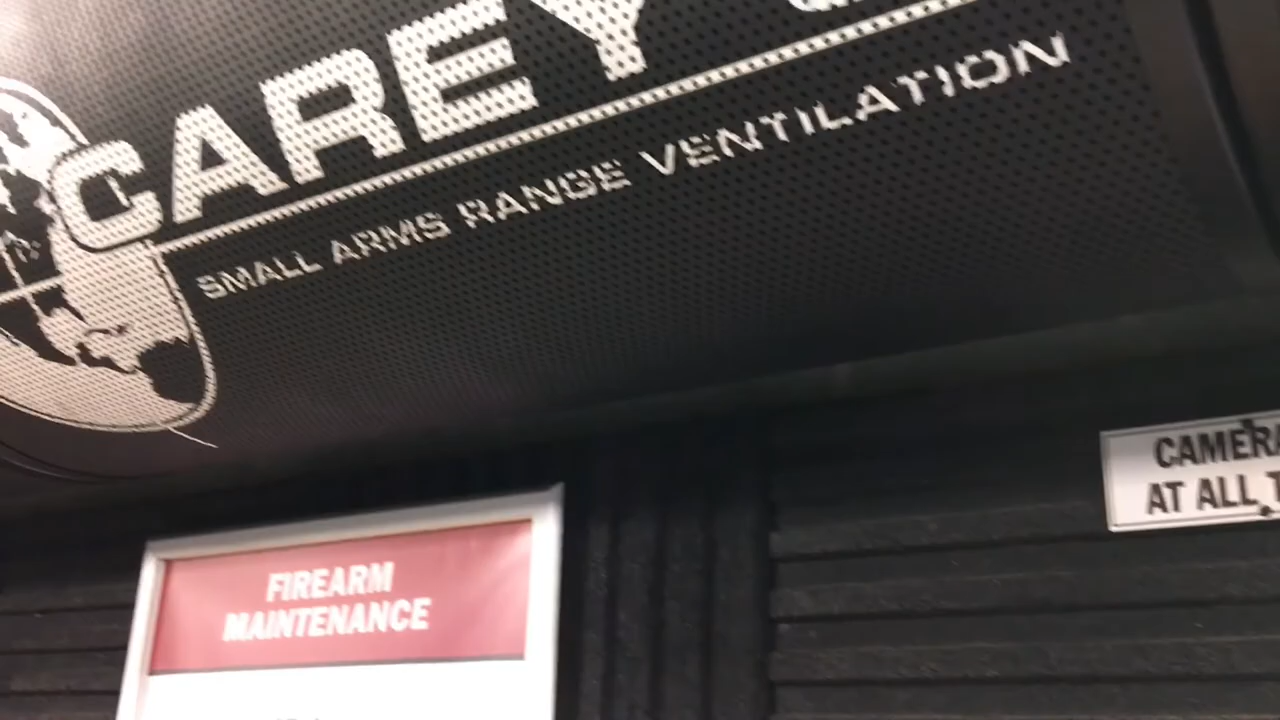 CAREY
SMALL ARMS RANGE VENTILATION
CAMERA
AT ALL
FIREARM
MAINTENANCE